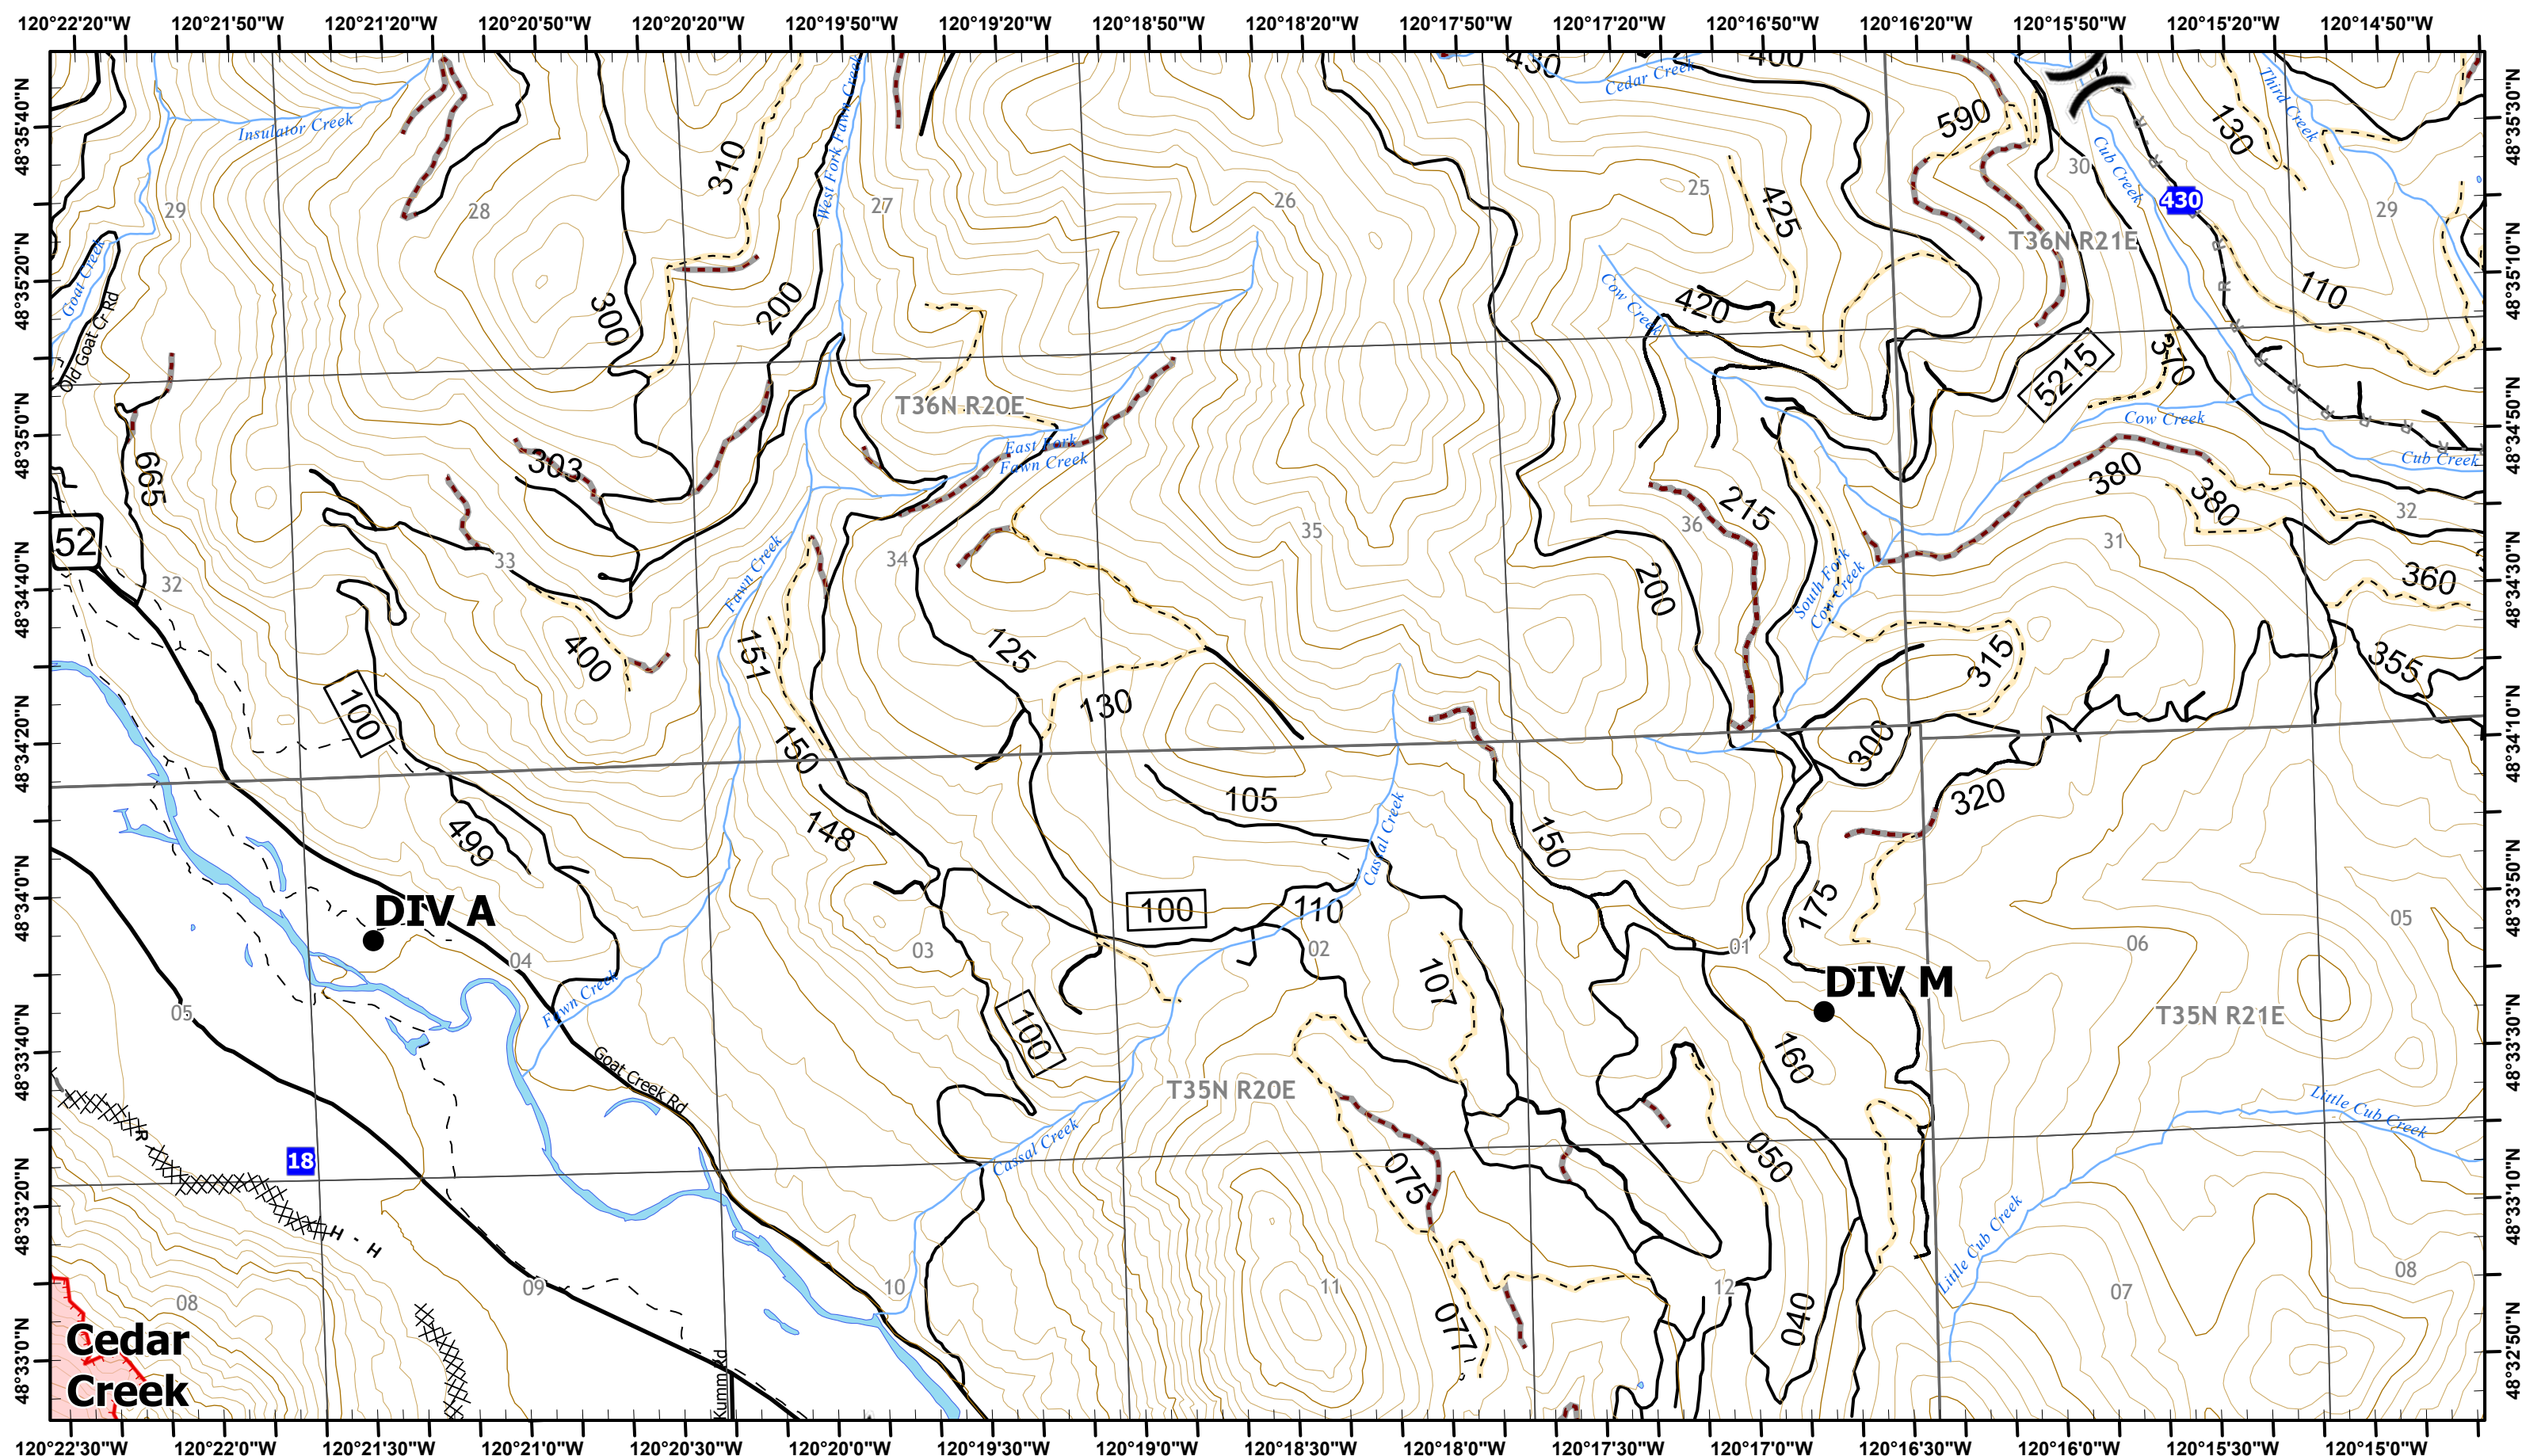 120°22'20"W 120°21'50"W 120°21'20"W 120°20'50"W 120°20'20"W 120°19'50"W 120°19'20"W 120°18'50"W 120°18'20"W 120°17'50"W 120°17'20"W 120°16'50"W 120°16'20"W 120°15'50"W 120°15'20"W 120°14'50"W
48°35'40"N
48°35'20"N
48°35'0"N
48°34'40"N
48°34'20"N
48°34'0"N
48°33'40"N
48°33'20"N
48°33'0"N
48°35'30"N
48°35'10"N
48°34'50"N
48°34'30"N
48°34'10"N
48°33'50"N
48°33'30"N
48°33'10"N
48°32'50"N
430
Cedar Creek
400
Insulator Creek
West Fork Fawn Creek
310
590
Third Creek
130
Cub Creek
430
29
28
27
26
25
30
29
425
T36N R21E
Goat Creek
Old Goat Cr Rd
300
200
Cow Creek
420
110
5215
370
T36N R20E
Cow Creek
East Fork
Fawn Creek
Cub Creek
665
303
380
380
215
52
32
33
34
35
36
31
32
Fawn Creek
200
South Fork
Cow Creek
360
400
151
125
315
355
100
130
150
300
499
148
105
320
Cassal Creek
150
DIV A
175
100
110
04
03
02
01
06
05
DIV M
107
T35N R21E
05
Fawn Creek
100
Goat Creek Rd
160
T35N R20E
Little Cub Creek
R
18
Cassal Creek
075
050
H - H
Little Cub Creek
08
09
10
11
12
07
08
Cedar
Creek
077
040
Kumm Rd
120°22'30"W 120°22'0"W 120°21'30"W 120°21'0"W 120°20'30"W 120°20'0"W 120°19'30"W 120°19'0"W 120°18'30"W 120°18'0"W 120°17'30"W 120°17'0"W 120°16'30"W 120°16'0"W 120°15'30"W 120°15'0"W